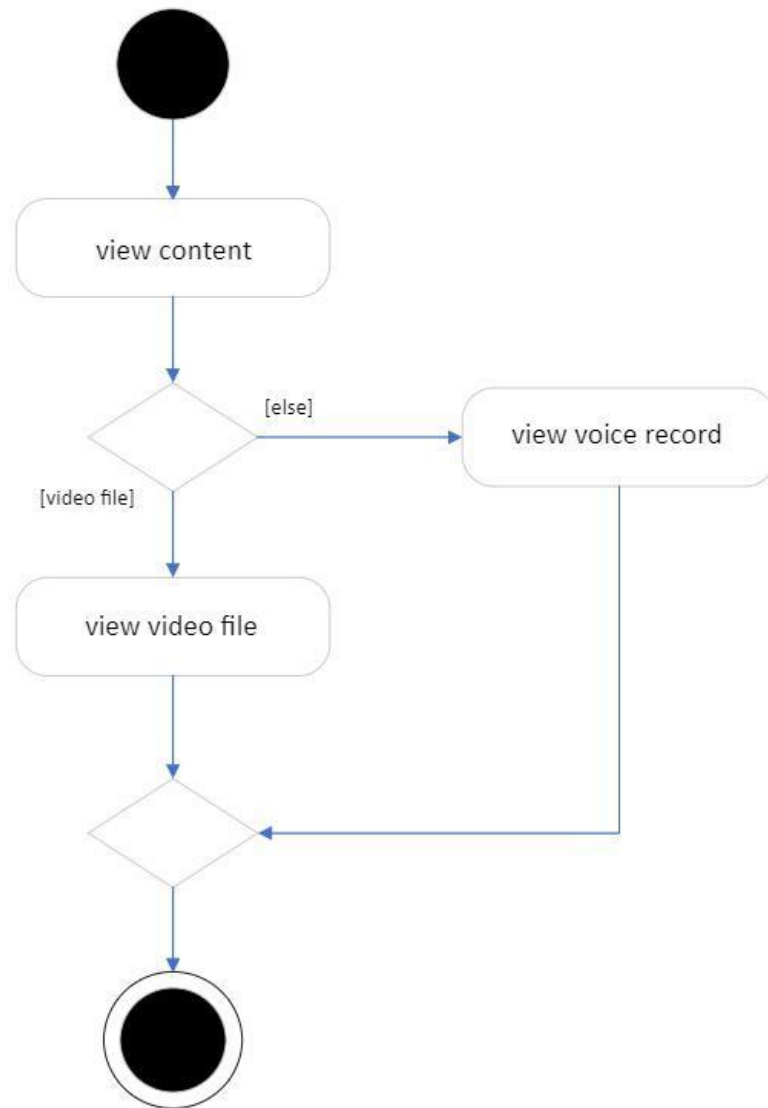 view content
[else]
view voice record
[video file]
view video file